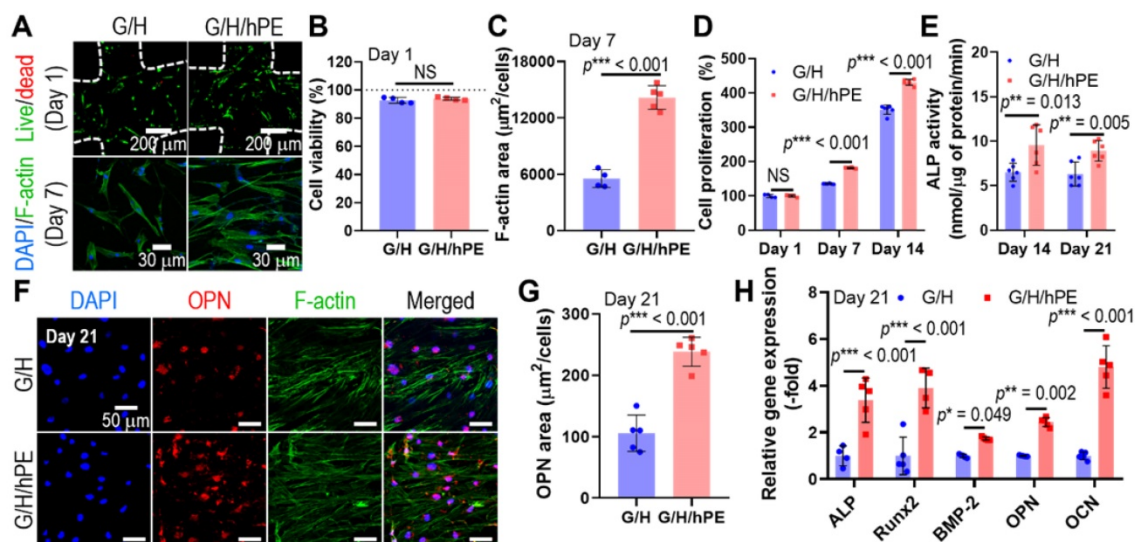 A
G/H
G/H/hPE
Live/dead
(Day 1)
200 μm
200 μm
DAPI/F-actin
(Day 7)
30 μm
30 μm
B
Day 1
NS
Cell viability (%)
120
100
80
60
40
20
0
G/H
G/H/hPE
C
Day 7
p*** < 0.001
F-actin area (μm²/cells)
18000
12000
6000
0
G/H
G/H/hPE
D
G/H
G/H/hPE
p*** < 0.001
p*** < 0.001
NS
Cell proliferation (%)
500
400
300
200
100
0
Day 1
Day 7
Day 14
E
G/H
G/H/hPE
p** = 0.013
p** = 0.005
ALP activity
(nmol/μg of protein/min)
20
15
10
5
0
Day 14
Day 21
F
DAPI
OPN
F-actin
Merged
Day 21
G/H
50 μm
G/H/hPE
G
Day 21
p*** < 0.001
OPN area (μm²/cells)
300
200
100
0
G/H
G/H/hPE
H
Day 21
G/H
G/H/hPE
p*** < 0.001
p*** < 0.001
p* = 0.049
p** = 0.002
p*** < 0.001
Relative gene expression
(-fold)
8
6
4
2
0
ALP
Runx2
BMP-2
OPN
OCN